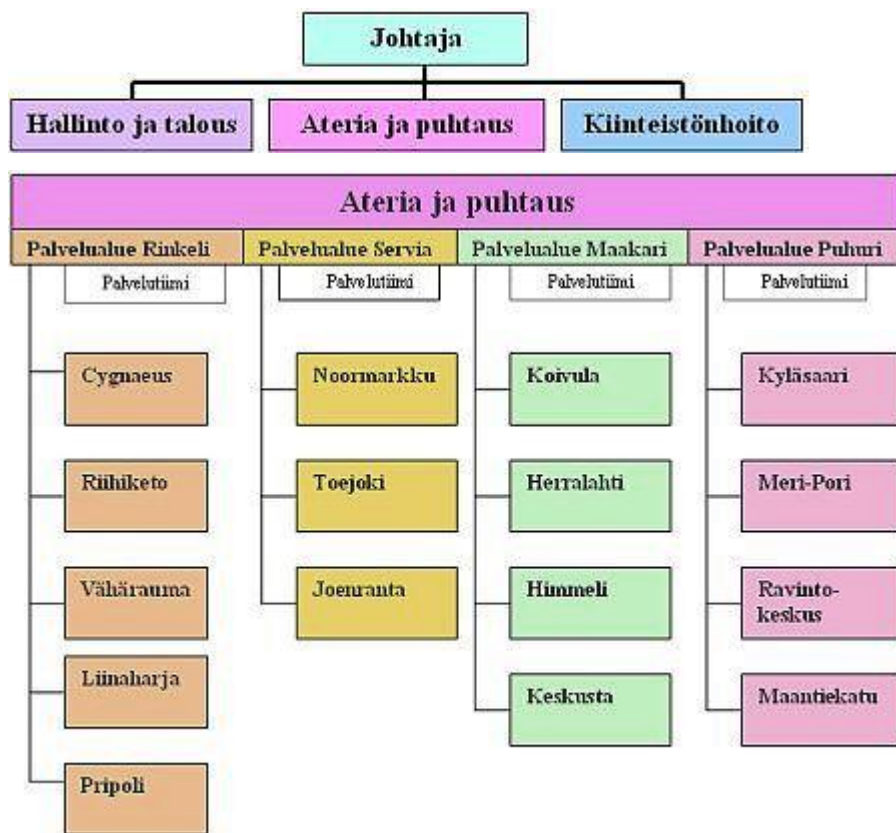 Johtaja
Hallinto ja talous
Ateria ja puhtaus
Kiinteistönhoito
Ateria ja puhtaus
Palvelualue Rinkeli
Palvelualue Servia
Palvelualue Maakari
Palvelualue Puhuri
Palvelutiimi
Palvelutiimi
Palvelutiimi
Palvelutiimi
Cygnaeus
Noormarkku
Koivula
Kyläsaari
Riihiketo
Toejoki
Herralahti
Meri-Pori
Vähärauma
Joenranta
Himmeli
Ravinto-
keskus
Liinaharja
Keskusta
Maantiekatu
Pripoli